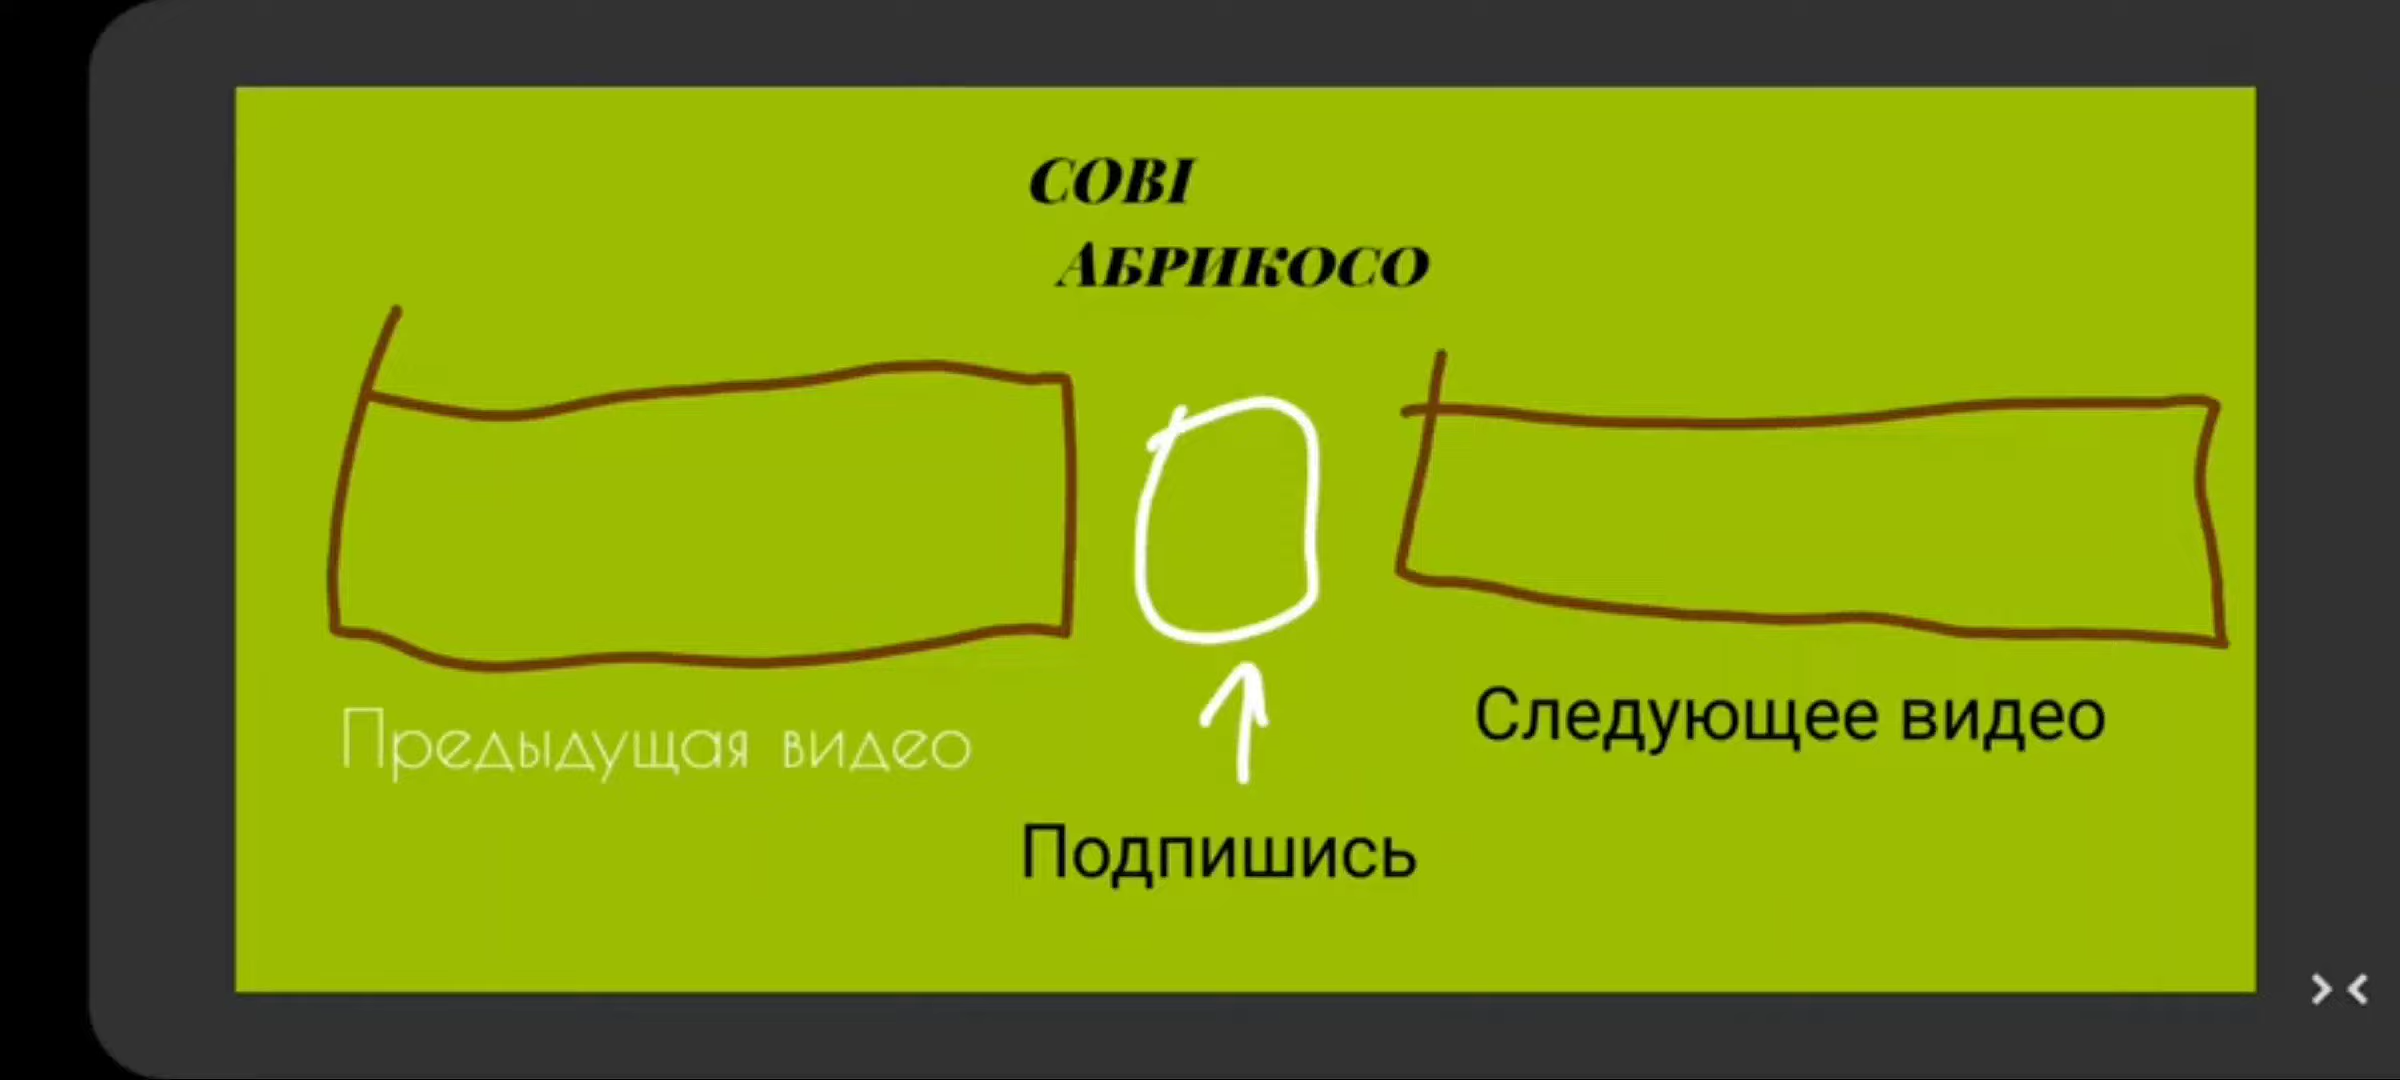 СОВІ
АБРИКОСО
Предыдущая видео
Следующее видео
Подпишись